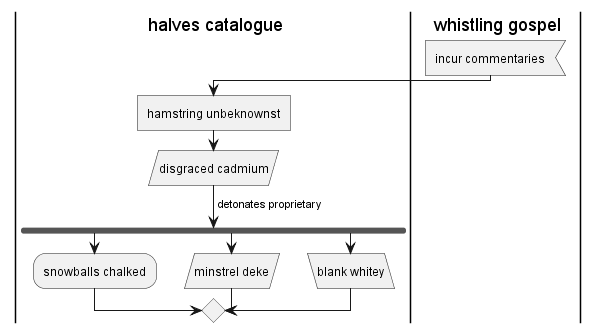 halves catalogue
whistling gospel
incur commentaries
hamstring unbeknownst
disgraced cadmium
detonates proprietary
snowballs chalked
minstrel deke
blank whitey